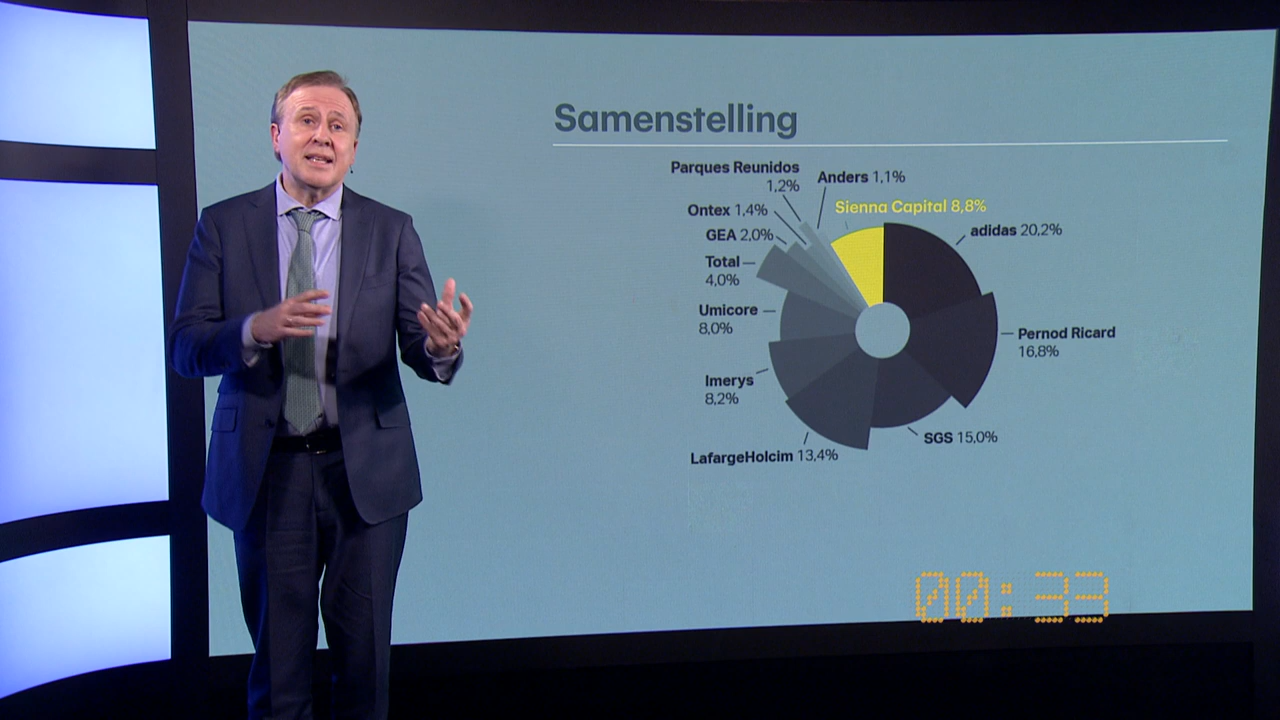 Samenstelling
Parques Reunidos
1,2%
Anders 1,1%
Sienna Capital 8,8%
Ontex 1,4%
adidas 20,2%
GEA 2,0%
Total
4,0%
Umicore
8,0%
Pernod Ricard
16,8%
Imerys
8,2%
SGS 15,0%
LafargeHolcim 13,4%
00:33